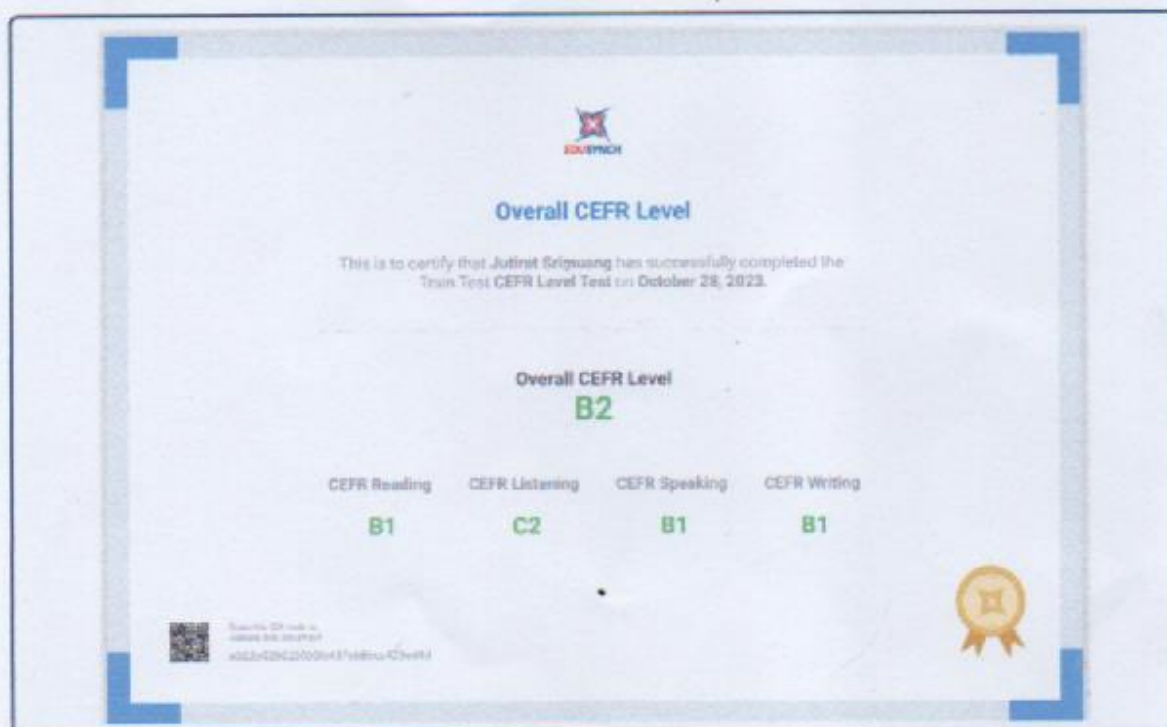 EDUSYNCH
Overall CEFR Level
This is to certify that Jutirat Srimuang has successfully completed the
Train Test CEFR Level Test on October 28, 2023.
Overall CEFR Level
B2
CEFR Reading CEFR Listening CEFR Speaking CEFR Writing
B1 C2 B1 B1